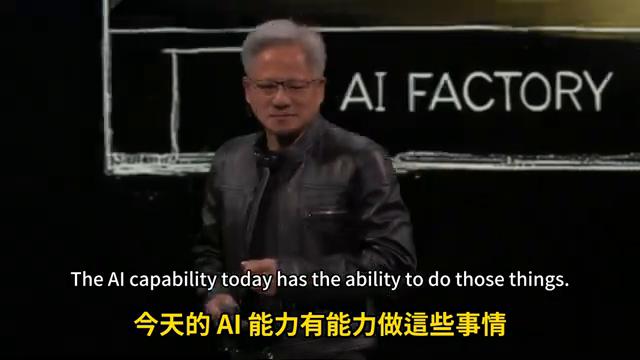 AI FACTORY
The AI capability today has the ability to do those things.
今天的 AI 能力有能力做這些事情